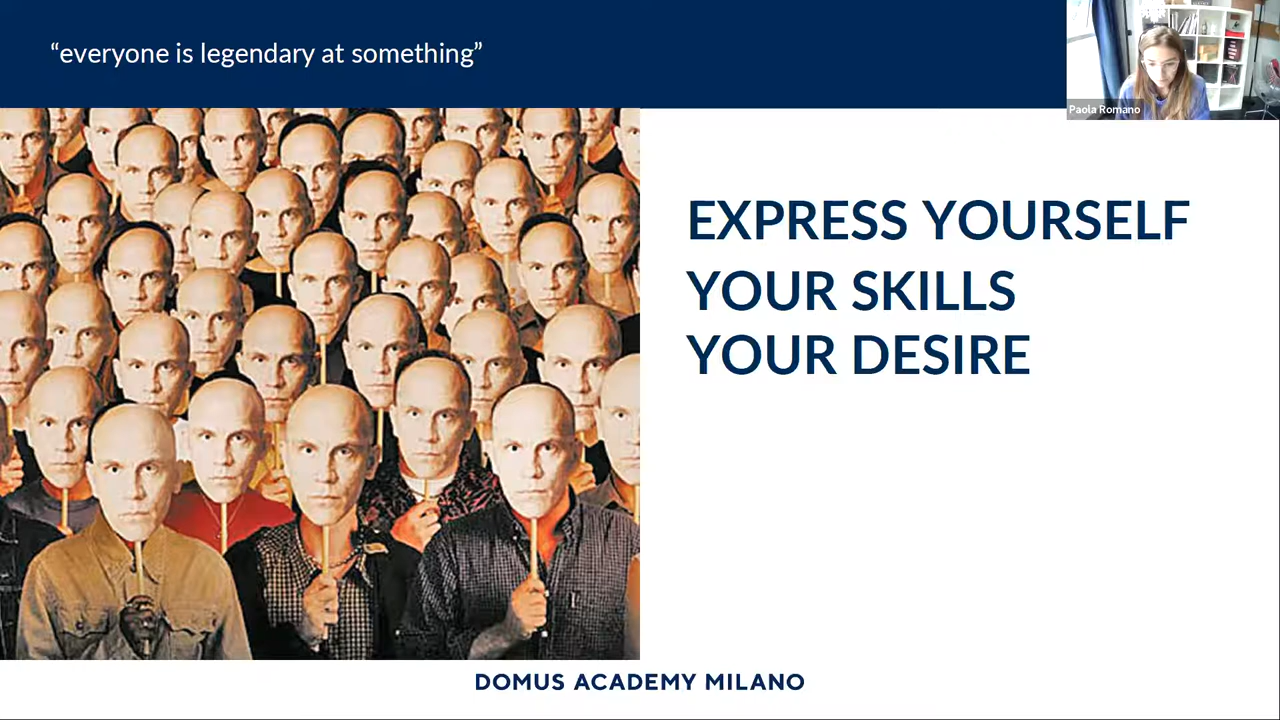 “everyone is legendary at something”
Paola Romano
EXPRESS YOURSELF
YOUR SKILLS
YOUR DESIRE
DOMUS ACADEMY MILANO